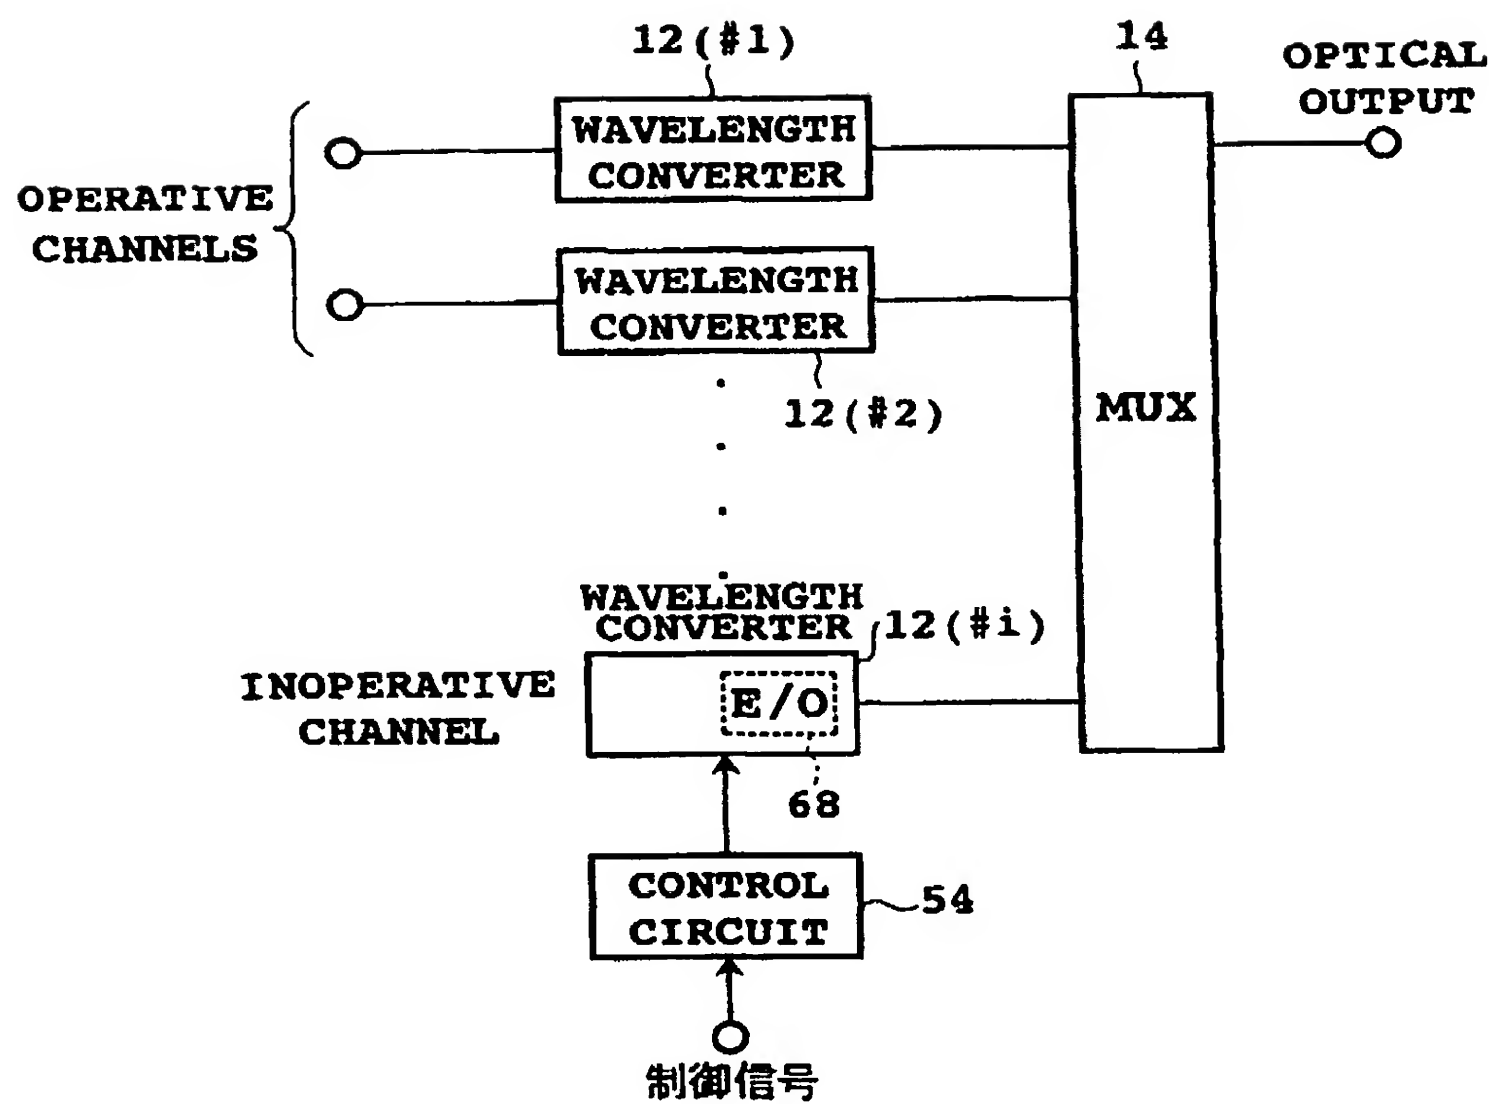 12(#1)
14
OPTICAL
OUTPUT
WAVELENGTH
CONVERTER
OPERATIVE
CHANNELS
WAVELENGTH
CONVERTER
12(#2)
MUX
WAVELENGTH
CONVERTER
12(#i)
INOPERATIVE
CHANNEL
E/O
68
CONTROL
CIRCUIT
54
制御信号